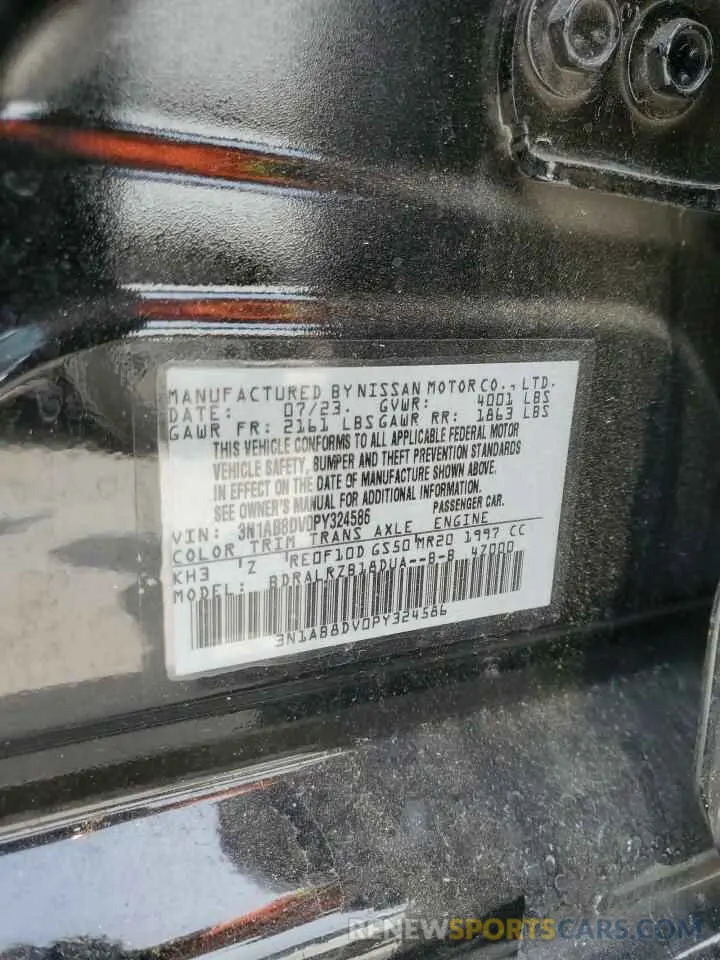 MANUFACTURED BY NISSAN MOTOR CO., LTD.
DATE: 07/23. GVWR: 4001 LBS
GAWR FR: 2161 LBS GAWR RR: 1863 LBS
THIS VEHICLE CONFORMS TO ALL APPLICABLE FEDERAL MOTOR
VEHICLE SAFETY, BUMPER AND THEFT PREVENTION STANDARDS
IN EFFECT ON THE DATE OF MANUFACTURE SHOWN ABOVE.
SEE OWNER'S MANUAL FOR ADDITIONAL INFORMATION.
VIN: 3N1AB8DV0PY324586 PASSENGER CAR.
COLOR TRIM TRANS AXLE ENGINE
KH3 Z RE0F10D GS50 MR20 1997 CC
MODEL: BDRALRZB18DUA--B-B 4Z000
3N1AB8DV0PY324586
RENEWSPORTSCARS.COM